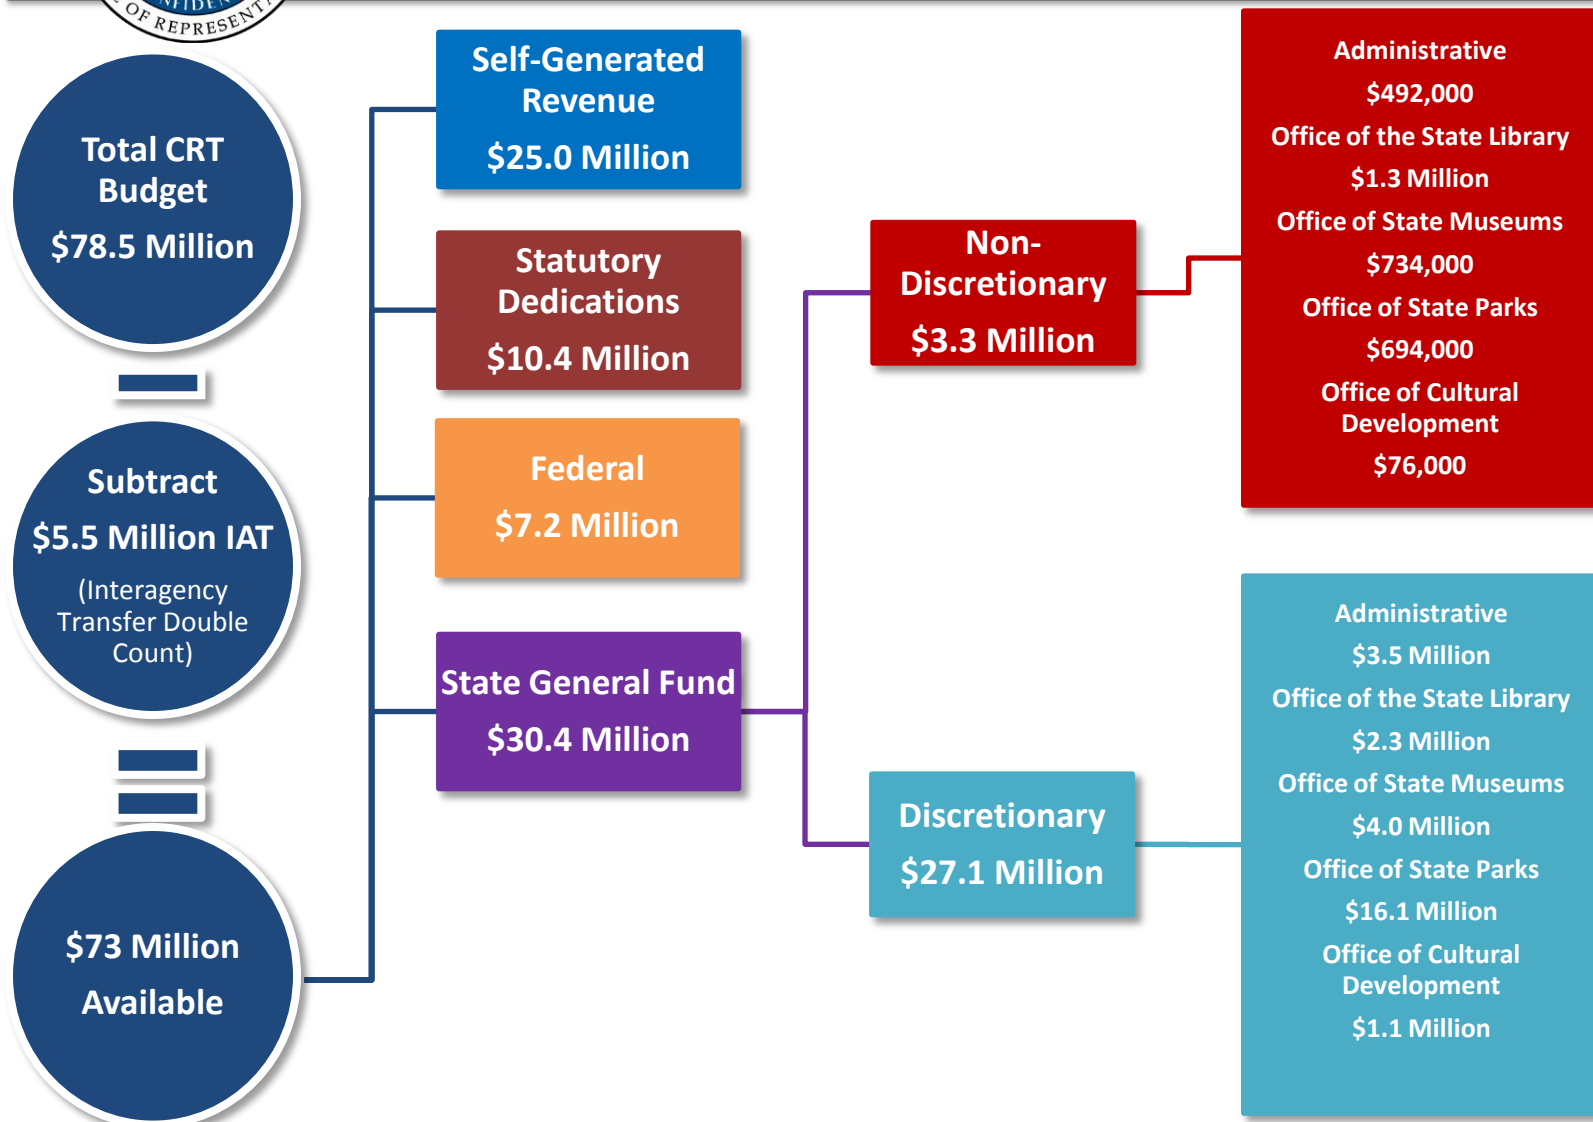 OF REPRESENTA
Total CRT
Budget
$78.5 Million
Subtract
$5.5 Million IAT
(Interagency
Transfer Double
Count)
$73 Million
Available
Self-Generated
Revenue
$25.0 Million
Statutory
Dedications
$10.4 Million
Federal
$7.2 Million
State General Fund
$30.4 Million
Non-
Discretionary
$3.3 Million
Discretionary
$27.1 Million
Administrative
$492,000
Office of the State Library
$1.3 Million
Office of State Museums
$734,000
Office of State Parks
$694,000
Office of Cultural
Development
$76,000
Administrative
$3.5 Million
Office of the State Library
$2.3 Million
Office of State Museums
$4.0 Million
Office of State Parks
$16.1 Million
Office of Cultural
Development
$1.1 Million